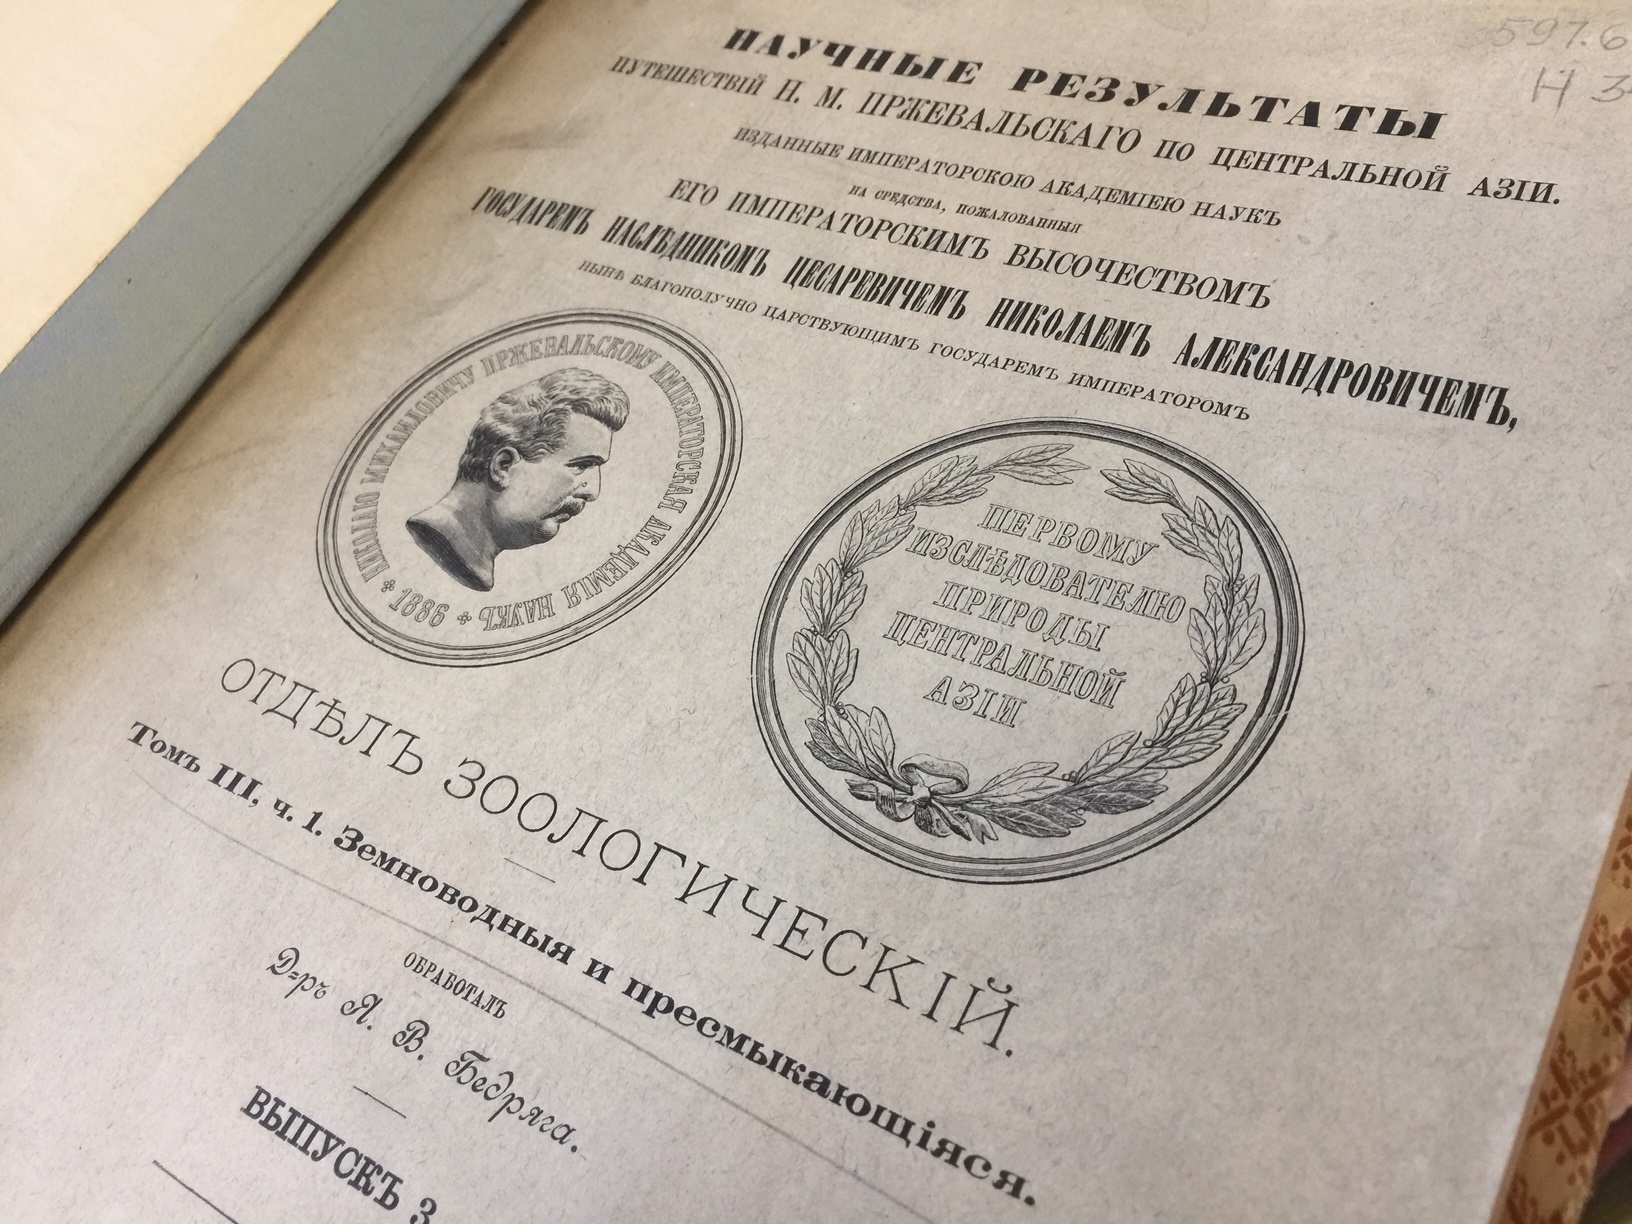 597.6
Н 3
НАУЧНЫЕ РЕЗУЛЬТАТЫ
ПУТЕШЕСТВІЙ Н. М. ПРЖЕВАЛЬСКАГО ПО ЦЕНТРАЛЬНОЙ АЗІИ.
ИЗДАННЫЕ ИМПЕРАТОРСКОЮ АКАДЕМІЕЮ НАУКЪ
НА СРЕДСТВА, ПОЖАЛОВАННЫЯ
ЕГО ИМПЕРАТОРСКИМЪ ВЫСОЧЕСТВОМЪ
ГОСУДАРЕМЪ НАСЛѢДНИКОМЪ ЦЕСАРЕВИЧЕМЪ НИКОЛАЕМЪ АЛЕКСАНДРОВИЧЕМЪ,
НЫНѢ БЛАГОПОЛУЧНО ЦАРСТВУЮЩИМЪ ГОСУДАРЕМЪ ИМПЕРАТОРОМЪ
НИКОЛАЮ МИХАИЛОВИЧУ ПРЖЕВАЛЬСКОМУ ИМПЕРАТОРСКАЯ АКАДЕМІЯ НАУКЪ
1886
ПЕРВОМУ
ИЗСЛѢДОВАТЕЛЮ
ПРИРОДЫ
ЦЕНТРАЛЬНОЙ
АЗІИ
ОТДѢЛЪ ЗООЛОГИЧЕСКІЙ.
Томъ III, ч. 1. Земноводныя и пресмыкающіяся.
ОБРАБОТАЛЪ
Д=ръ Я. В. Бедряга.
ВЫПУСКЪ 3